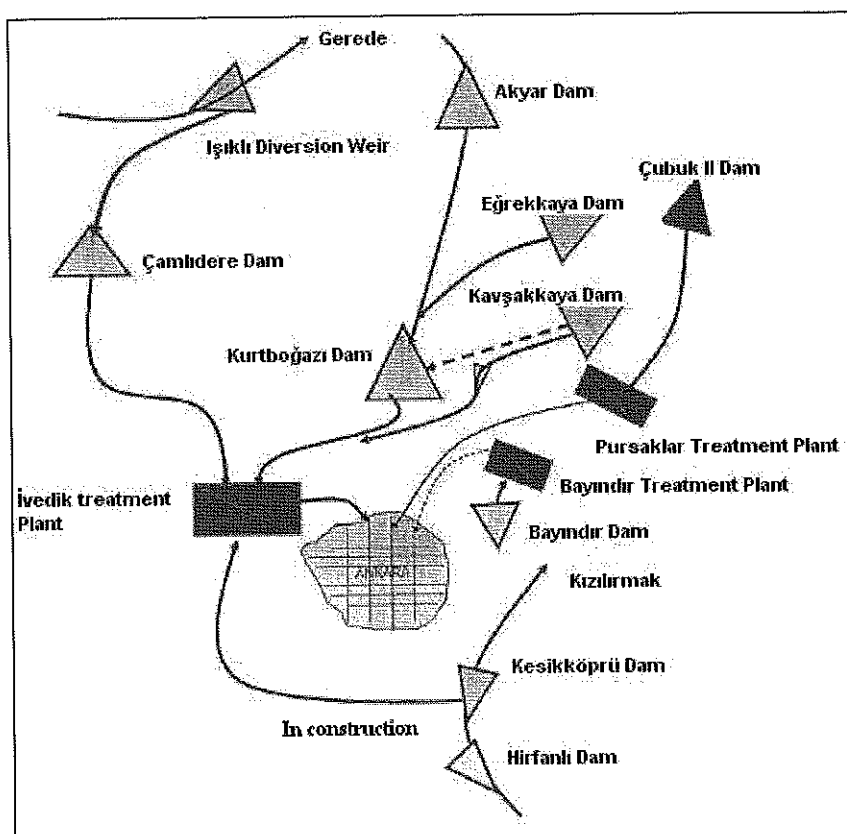 Gerede
Akyar Dam
Işıklı Diversion Weir
Çubuk II Dam
Eğrekkaya Dam
Çamlıdere Dam
Kavşakkaya Dam
Kurtboğazı Dam
Pursaklar Treatment Plant
İvedik treatment
Plant
Bayındır Treatment Plant
Bayındır Dam
ANKARA
Kızılırmak
Kesikköprü Dam
In construction
Hirfanlı Dam